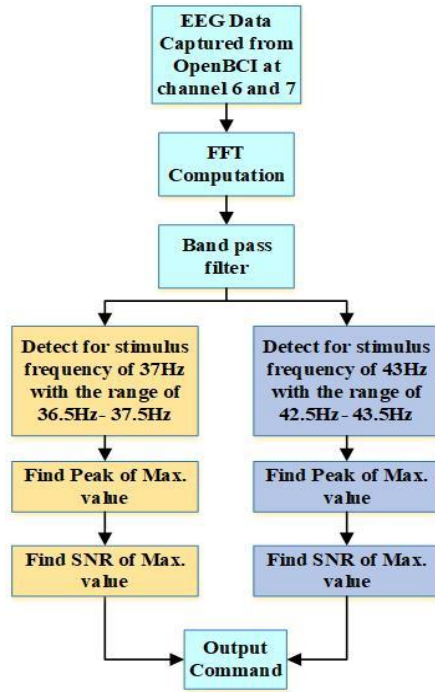 EEG Data
Captured from
OpenBCI at
channel 6 and 7
FFT
Computation
Band pass
filter
Detect for stimulus
frequency of 37Hz
with the range of
36.5Hz- 37.5Hz
Find Peak of Max.
value
Find SNR of Max.
value
Detect for stimulus
frequency of 43Hz
with the range of
42.5Hz- 43.5Hz
Find Peak of Max.
value
Find SNR of Max.
value
Output
Command